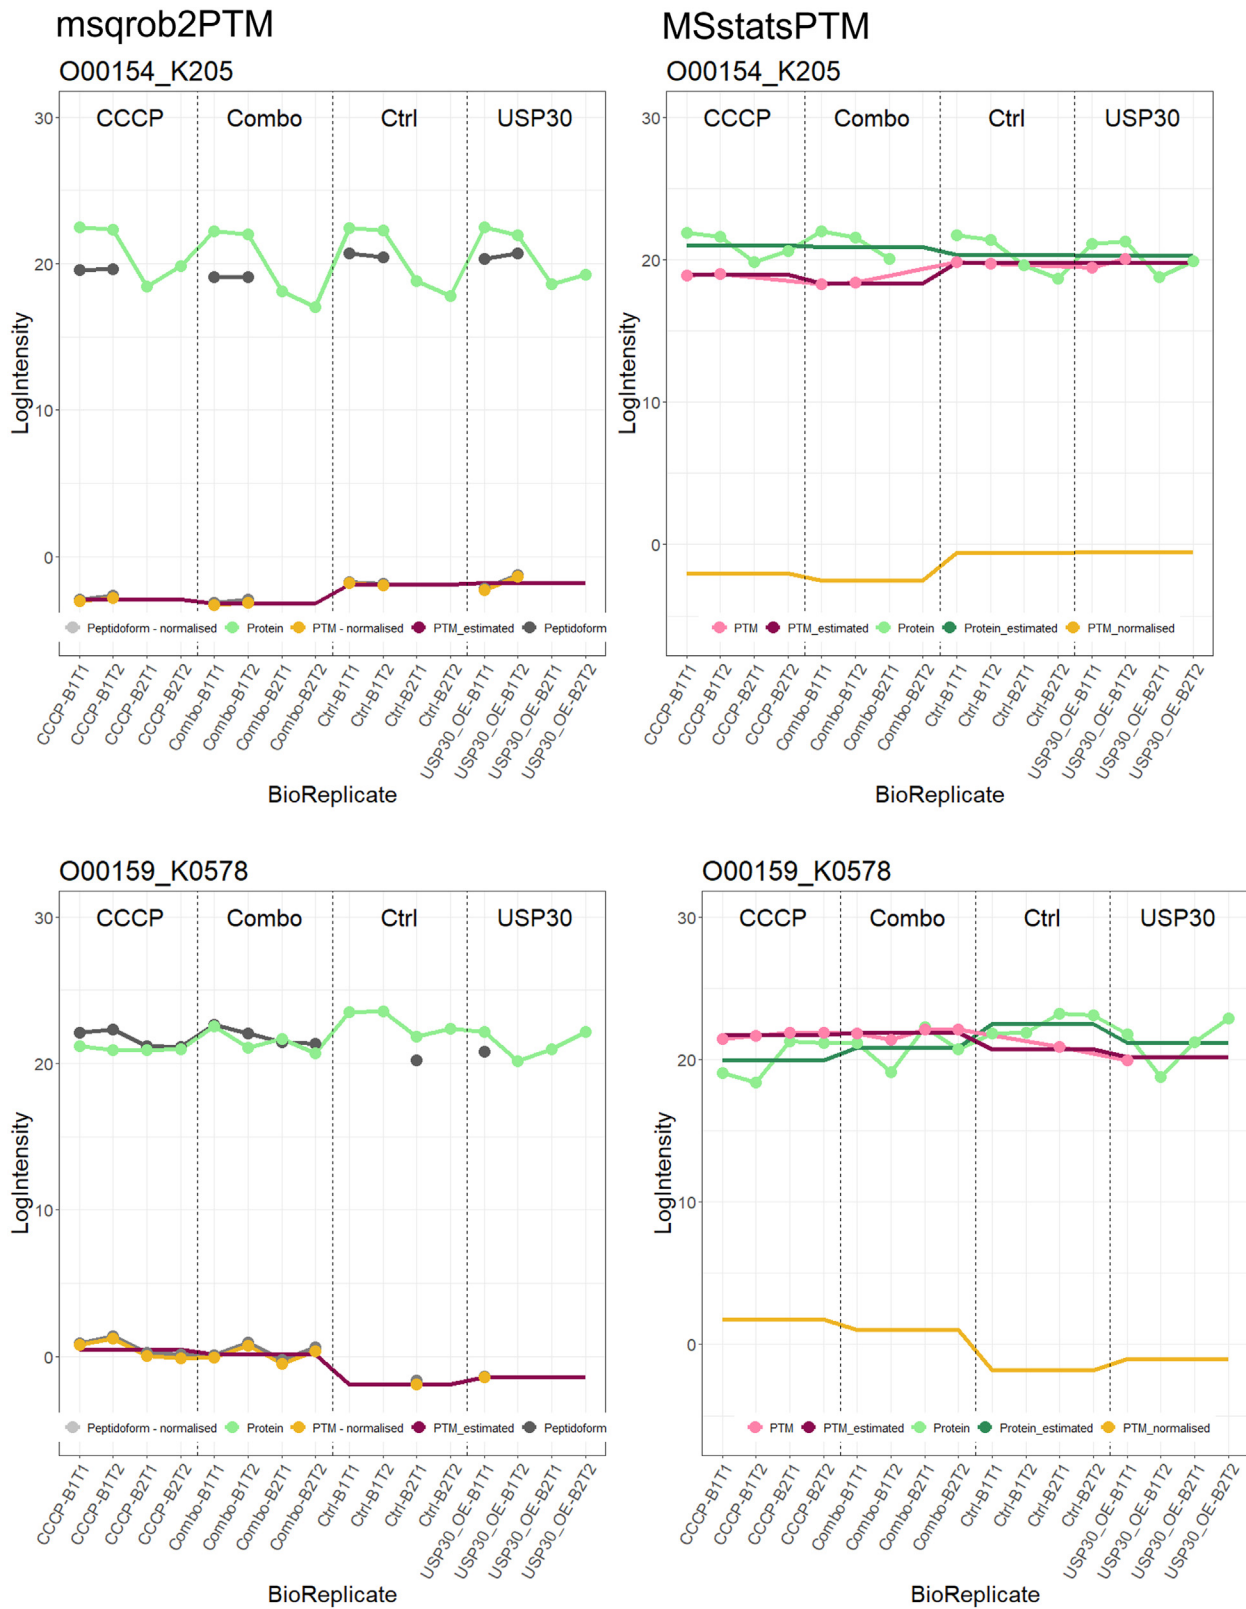 msqrob2PTM
MSstatsPTM
O00154_K205
CCCP Combo Ctrl USP30
30
20
10
0
LogIntensity
Peptidoform - normalised Protein PTM - normalised PTM_estimated Peptidoform
CCCP-B1T1
CCCP-B1T2
CCCP-B2T1
CCCP-B2T2
Combo-B1T1
Combo-B1T2
Combo-B2T1
Combo-B2T2
Ctrl-B1T1
Ctrl-B1T2
Ctrl-B2T1
Ctrl-B2T2
USP30_OE-B1T1
USP30_OE-B1T2
USP30_OE-B2T1
USP30_OE-B2T2
BioReplicate
O00154_K205
CCCP Combo Ctrl USP30
30
20
10
0
LogIntensity
PTM PTM_estimated Protein Protein_estimated PTM_normalised
CCCP-B1T1
CCCP-B1T2
CCCP-B2T1
CCCP-B2T2
Combo-B1T1
Combo-B1T2
Combo-B2T1
Combo-B2T2
Ctrl-B1T1
Ctrl-B1T2
Ctrl-B2T1
Ctrl-B2T2
USP30_OE-B1T1
USP30_OE-B1T2
USP30_OE-B2T1
USP30_OE-B2T2
BioReplicate
O00159_K0578
CCCP Combo Ctrl USP30
30
20
10
0
LogIntensity
Peptidoform - normalised Protein PTM - normalised PTM_estimated Peptidoform
CCCP-B1T1
CCCP-B1T2
CCCP-B2T1
CCCP-B2T2
Combo-B1T1
Combo-B1T2
Combo-B2T1
Combo-B2T2
Ctrl-B1T1
Ctrl-B1T2
Ctrl-B2T1
Ctrl-B2T2
USP30_OE-B1T1
USP30_OE-B1T2
USP30_OE-B2T1
USP30_OE-B2T2
BioReplicate
O00159_K0578
CCCP Combo Ctrl USP30
30
20
10
0
LogIntensity
PTM PTM_estimated Protein Protein_estimated PTM_normalised
CCCP-B1T1
CCCP-B1T2
CCCP-B2T1
CCCP-B2T2
Combo-B1T1
Combo-B1T2
Combo-B2T1
Combo-B2T2
Ctrl-B1T1
Ctrl-B1T2
Ctrl-B2T1
Ctrl-B2T2
USP30_OE-B1T1
USP30_OE-B1T2
USP30_OE-B2T1
USP30_OE-B2T2
BioReplicate